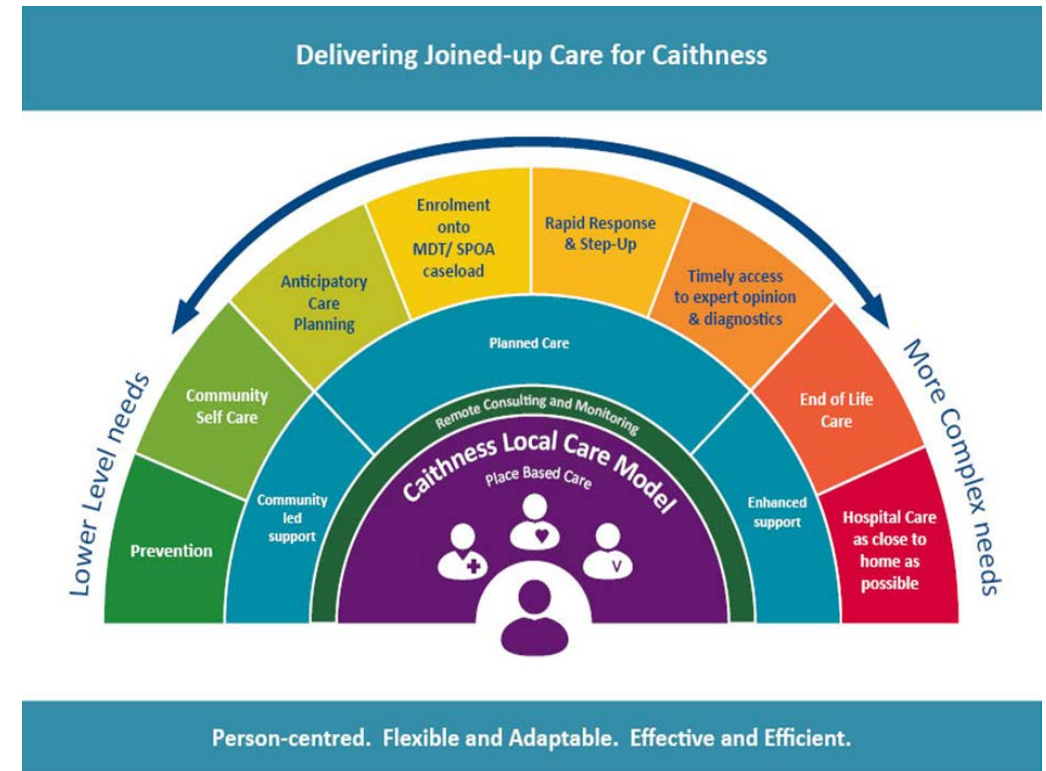 Delivering Joined-up Care for Caithness
Lower Level needs
More Complex needs
Prevention
Community
Self Care
Anticipatory
Care
Planning
Enrolment
onto
MDT/ SPOA
caseload
Rapid Response
& Step-Up
Timely access
to expert opinion
& diagnostics
End of Life
Care
Hospital Care
as close to
home as
possible
Community
led
support
Planned Care
Enhanced
support
Remote Consulting and Monitoring
Caithness Local Care Model
Place Based Care
V
Person-centred. Flexible and Adaptable. Effective and Efficient.